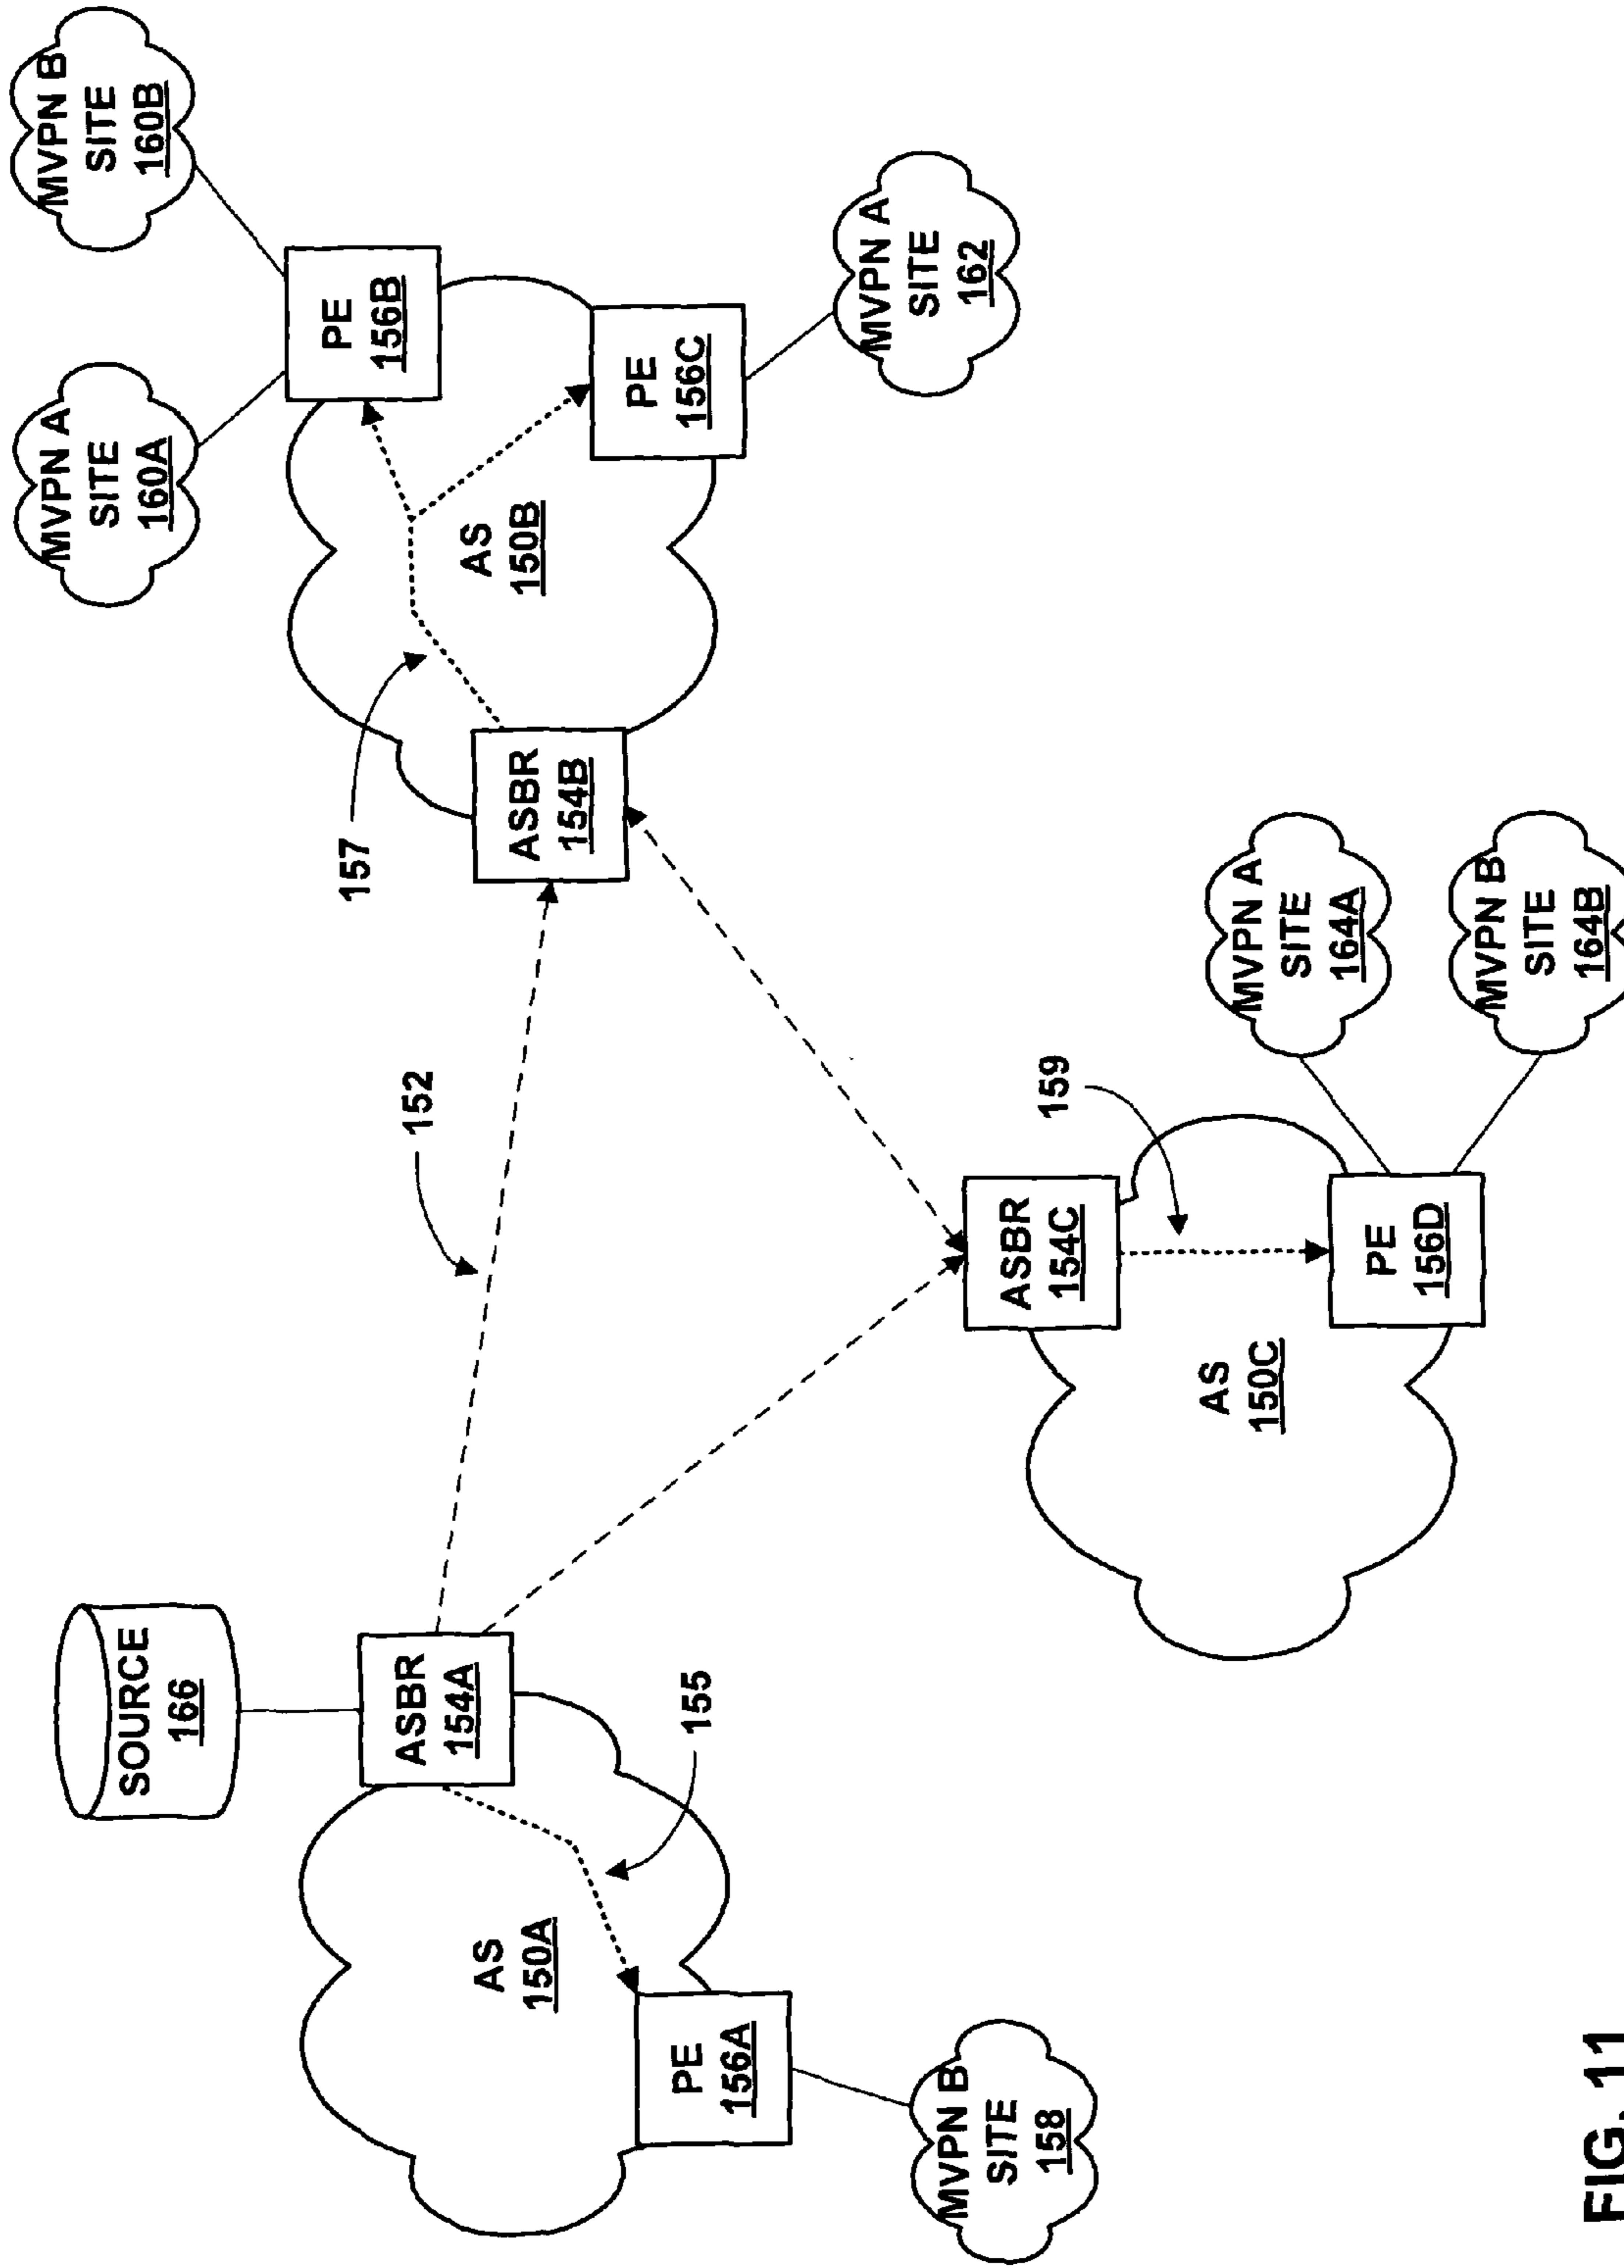 MVPN A
SITE
160A
MVPN B
SITE
160B
PE
156B
157
AS
150B
PE
156C
MVPN A
SITE
162
ASBR
154B
SOURCE
166
152
ASBR
154A
155
AS
150A
PE
156A
MVPN B
SITE
158
ASBR
154C
159
AS
150C
PE
156D
MVPN A
SITE
164A
MVPN B
SITE
164B
FIG. 11